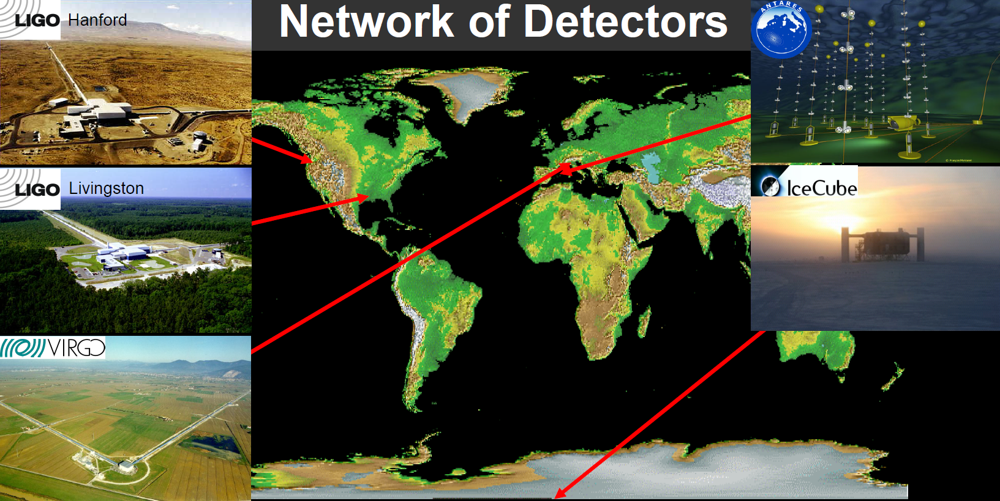 Network of Detectors
LIGO Hanford
LIGO Livingston
VIRGO
ANTARES
IceCube